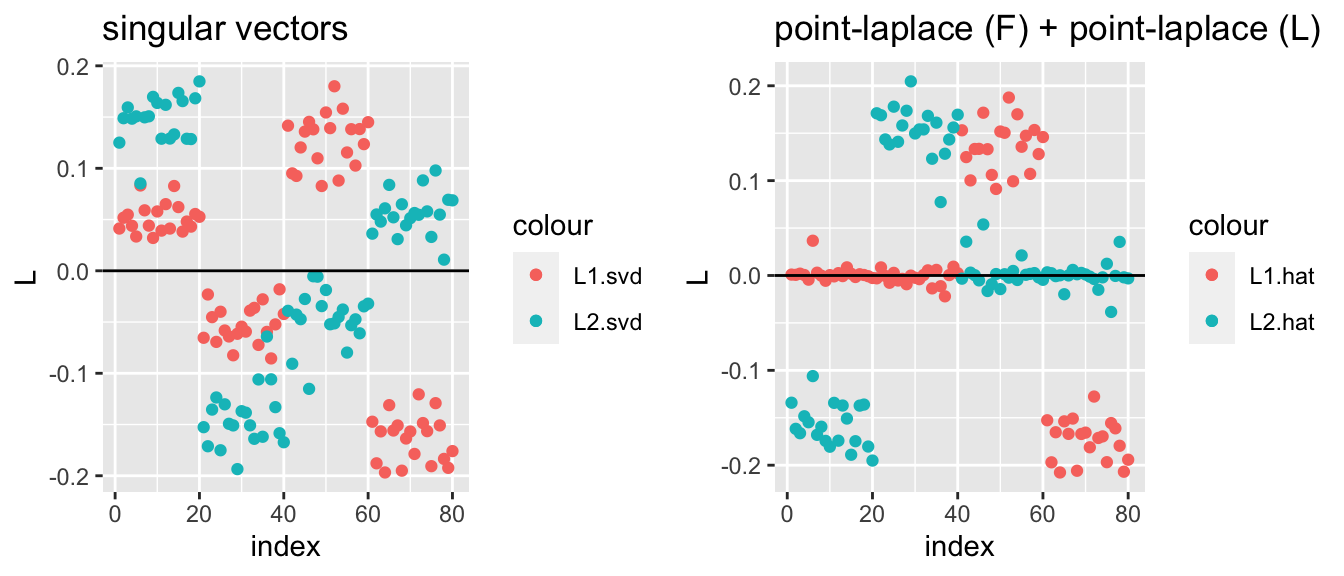 singular vectors
L
0.2
0.1
0.0
-0.1
-0.2
0
20
40
60
80
index
colour
L1.svd
L2.svd
point-laplace (F) + point-laplace (L)
L
0.2
0.1
0.0
-0.1
-0.2
0
20
40
60
80
index
colour
L1.hat
L2.hat